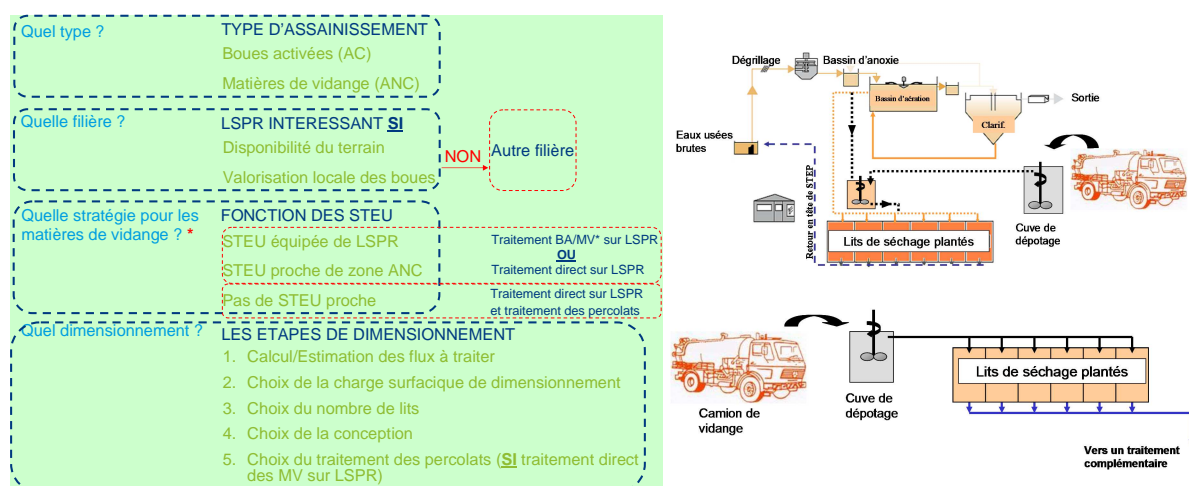 Quel type ?
TYPE D'ASSAINISSEMENT
Boues activées (AC)
Matières de vidange (ANC)
Quelle filière ?
LSPR INTERESSANT SI
Disponibilité du terrain
Valorisation locale des boues
NON
Autre filière
Quelle stratégie pour les
matières de vidange ? *
FONCTION DES STEU
STEU équipée de LSPR
STEU proche de zone ANC
Traitement BA/MV* sur LSPR
OU
Traitement direct sur LSPR
Pas de STEU proche
Traitement direct sur LSPR
et traitement des percolats
Quel dimensionnement ?
LES ETAPES DE DIMENSIONNEMENT
1. Calcul/Estimation des flux à traiter
2. Choix de la charge surfacique de dimensionnement
3. Choix du nombre de lits
4. Choix de la conception
5. Choix du traitement des percolats (SI traitement direct
des MV sur LSPR)
Dégrillage
Bassin d'anoxie
Bassin d'aération
Clarif.
Sortie
Eaux usées
brutes
Retour en tête de STEP
Lits de séchage plantés
Cuve de
dépotage
Camion de
vidange
Cuve de
dépotage
Lits de séchage plantés
Vers un traitement
complémentaire